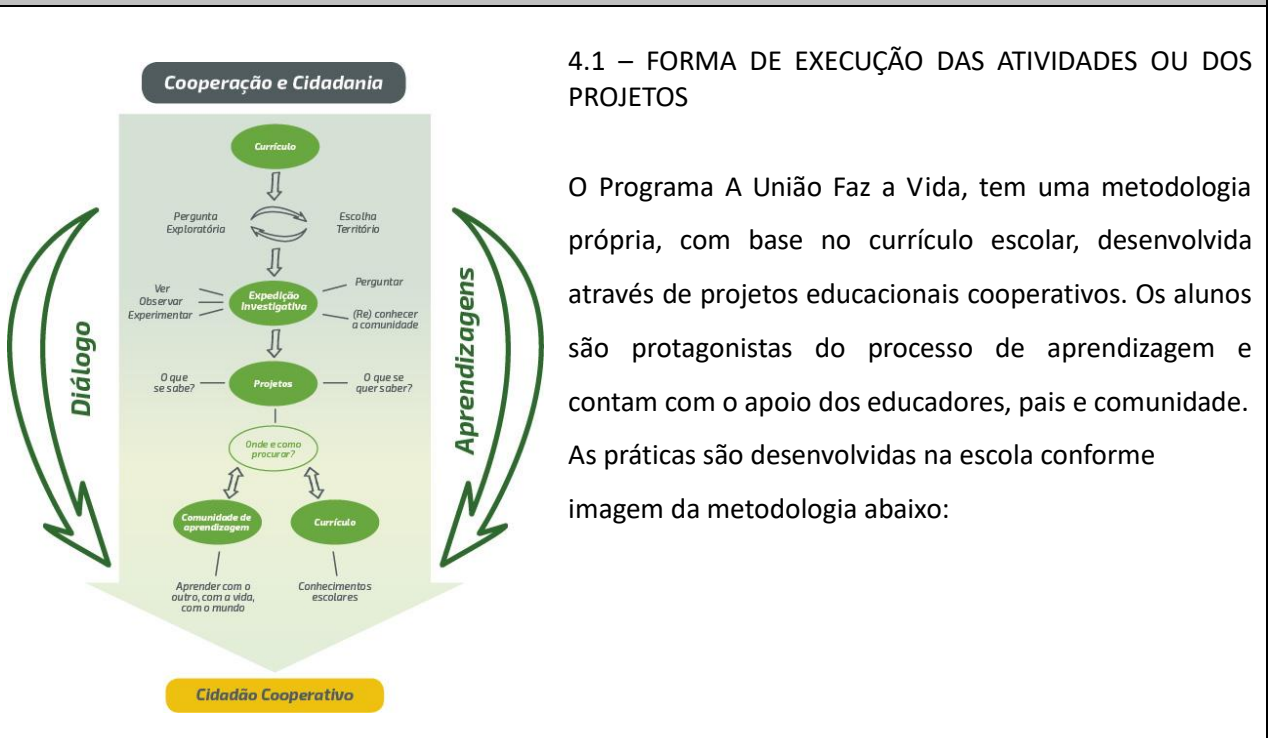 Cooperação e Cidadania
Currículo
Pergunta
Exploratória
Escolha
Território
Ver
Observar
Experimentar
Expedição
Investigativa
Perguntar
(Re) conhecer
a comunidade
O que
se sabe?
Projetos
O que se
quer saber?
Onde e como
procurar?
Comunidade de
aprendizagem
Currículo
Aprender com o
outro, com a vida,
com o mundo
Conhecimentos
escolares
Diálogo
Aprendizagens
Cidadão Cooperativo
4.1 – FORMA DE EXECUÇÃO DAS ATIVIDADES OU DOS
PROJETOS
O Programa A União Faz a Vida, tem uma metodologia
própria, com base no currículo escolar, desenvolvida
através de projetos educacionais cooperativos. Os alunos
são protagonistas do processo de aprendizagem e
contam com o apoio dos educadores, pais e comunidade.
As práticas são desenvolvidas na escola conforme
imagem da metodologia abaixo: